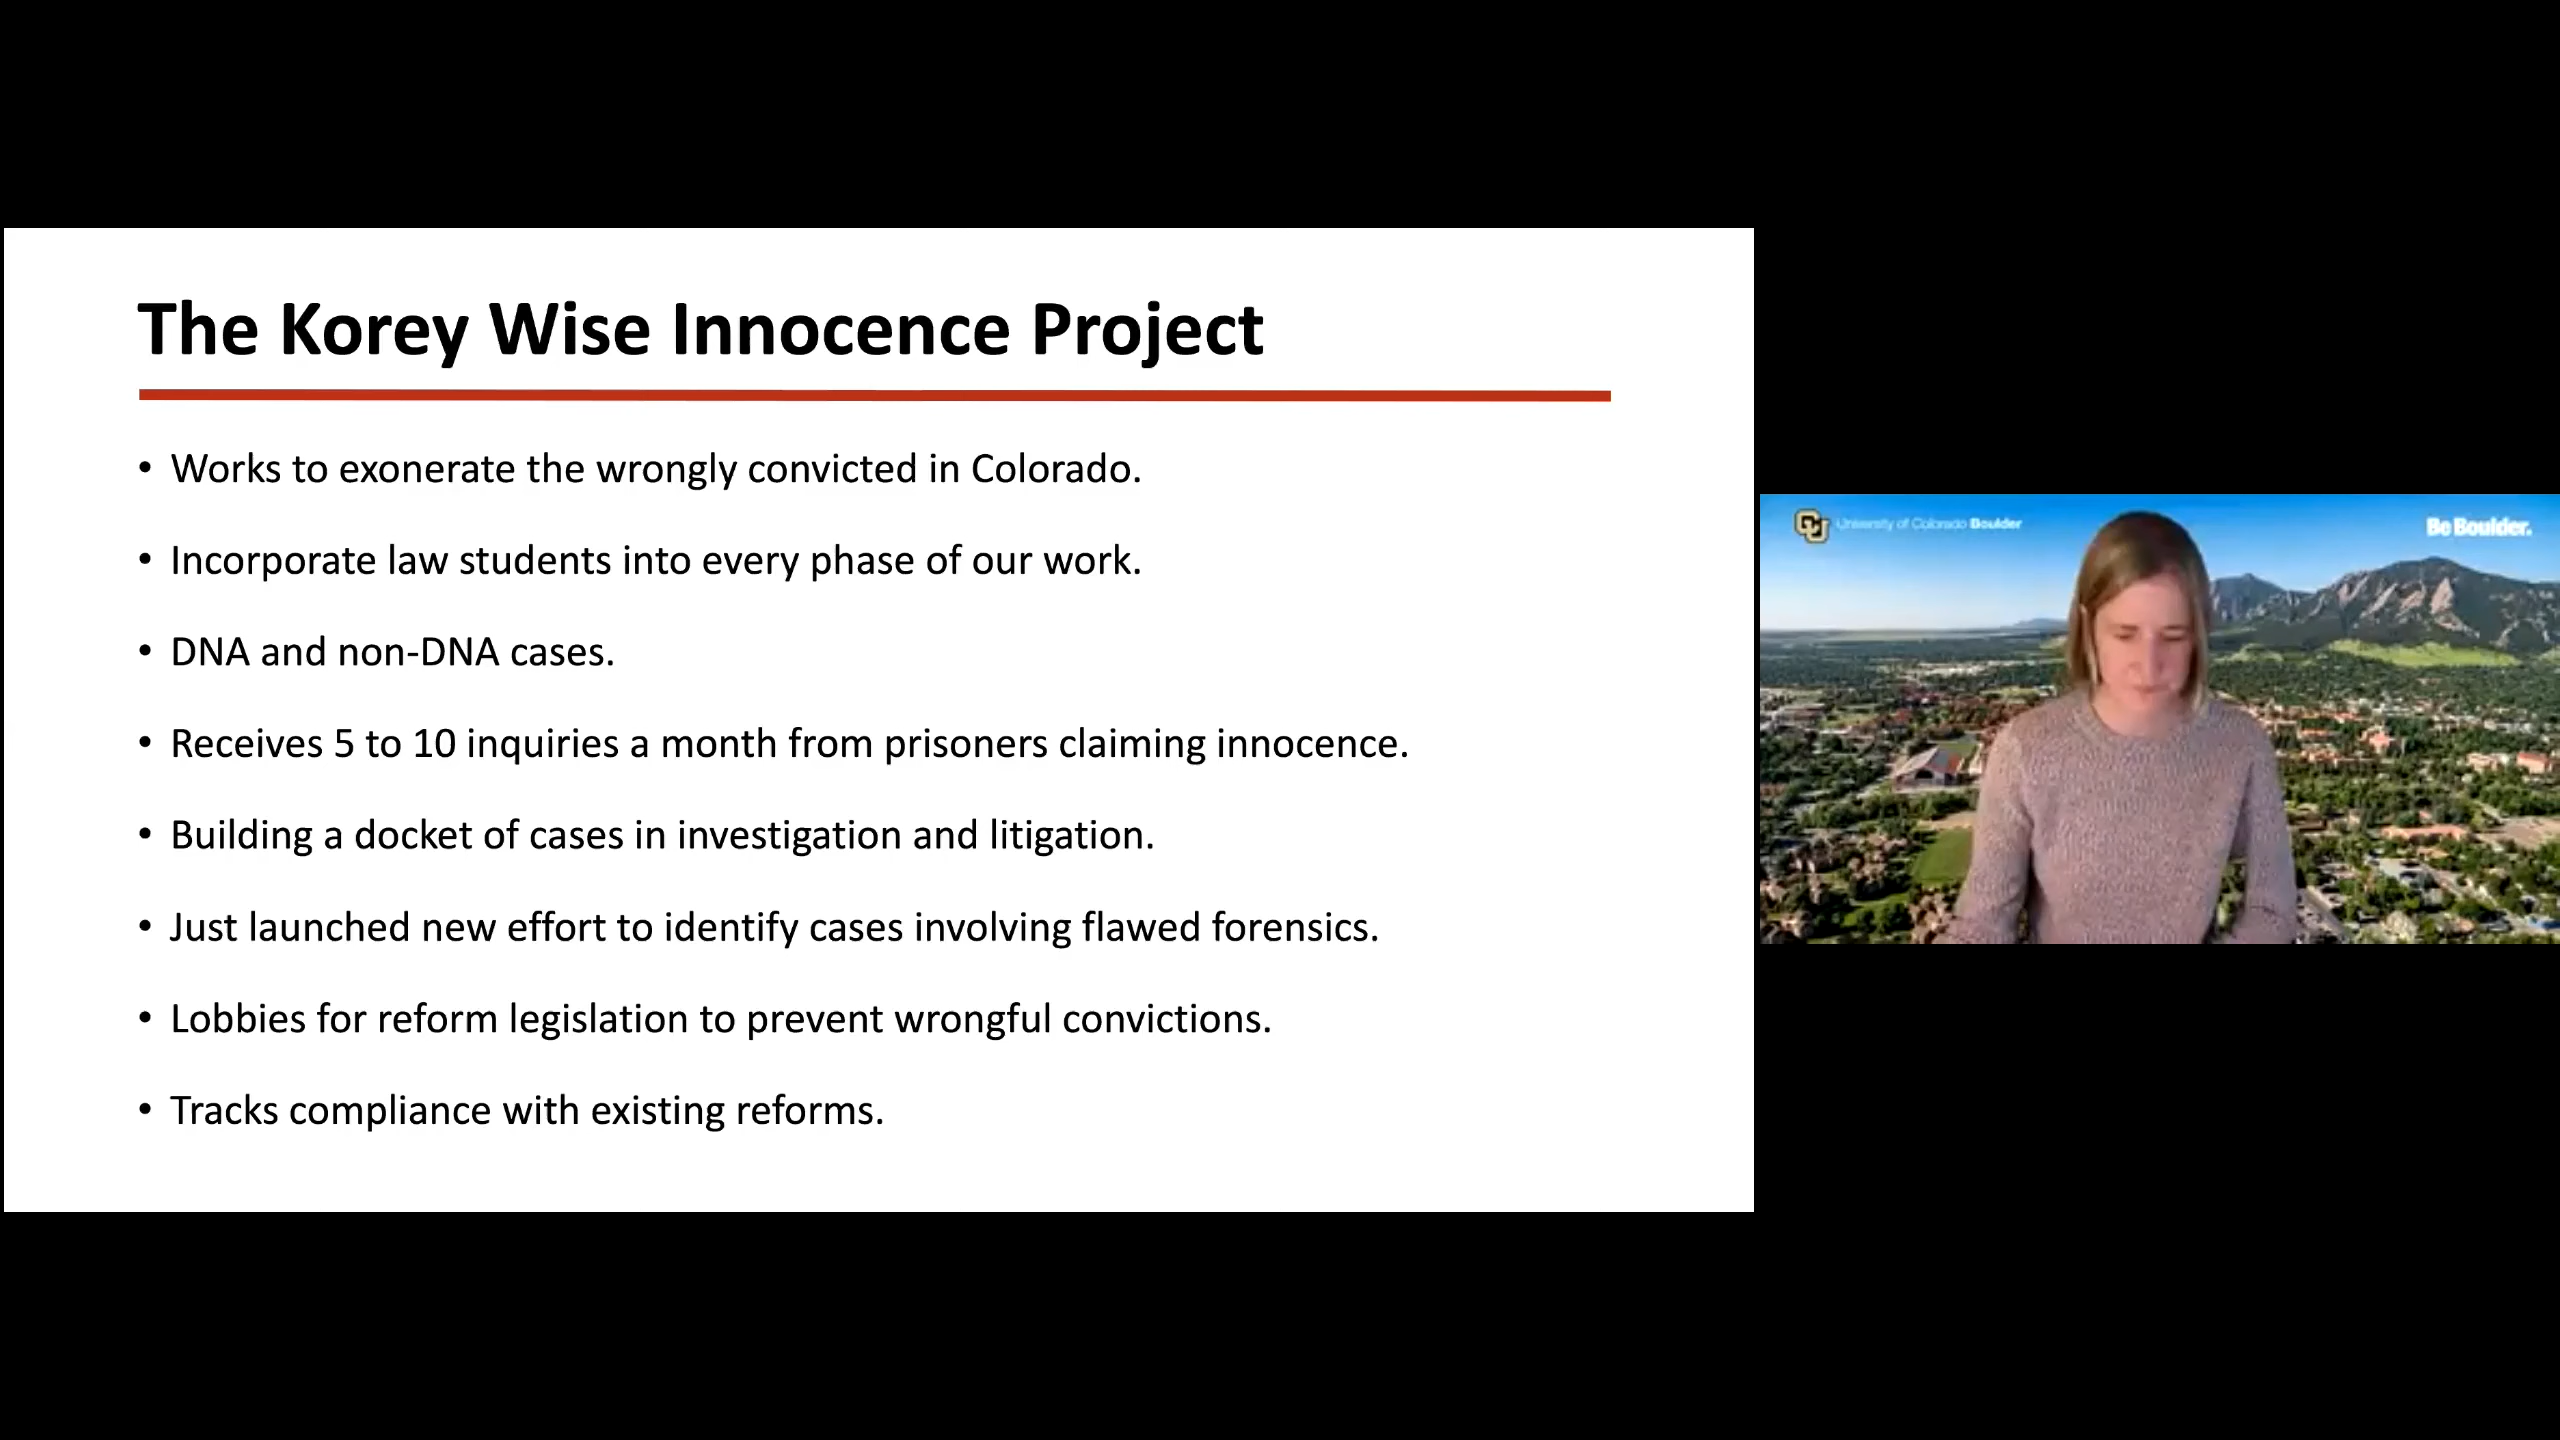 The Korey Wise Innocence Project
• Works to exonerate the wrongly convicted in Colorado.
• Incorporate law students into every phase of our work.
• DNA and non-DNA cases.
• Receives 5 to 10 inquiries a month from prisoners claiming innocence.
• Building a docket of cases in investigation and litigation.
• Just launched new effort to identify cases involving flawed forensics.
• Lobbies for reform legislation to prevent wrongful convictions.
• Tracks compliance with existing reforms.
CU University of Colorado Boulder
Be Boulder.